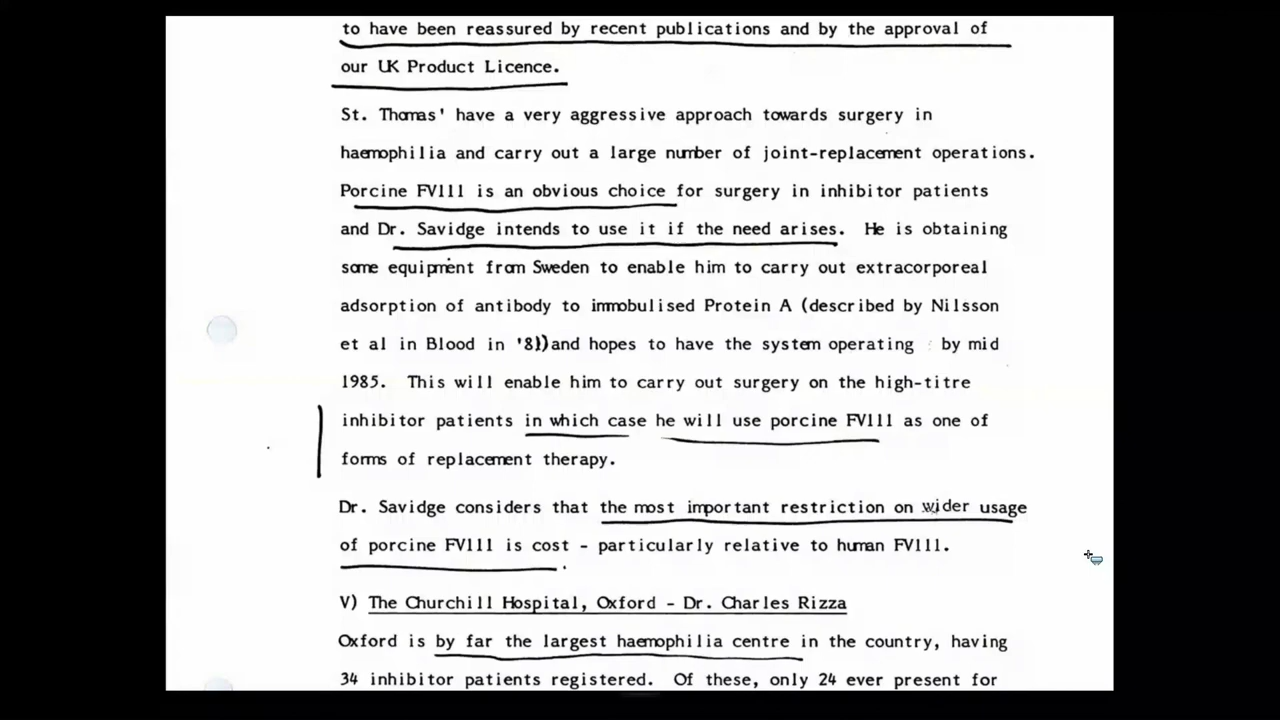 to have been reassured by recent publications and by the approval of
our UK Product Licence.
St. Thomas' have a very aggressive approach towards surgery in
haemophilia and carry out a large number of joint-replacement operations.
Porcine FV111 is an obvious choice for surgery in inhibitor patients
and Dr. Savidge intends to use it if the need arises. He is obtaining
some equipment from Sweden to enable him to carry out extracorporeal
adsorption of antibody to immobulised Protein A (described by Nilsson
et al in Blood in '81) and hopes to have the system operating by mid
1985. This will enable him to carry out surgery on the high-titre
inhibitor patients in which case he will use porcine FV111 as one of
forms of replacement therapy.
Dr. Savidge considers that the most important restriction on wider usage
of porcine FV111 is cost - particularly relative to human FV111.
V) The Churchill Hospital, Oxford - Dr. Charles Rizza
Oxford is by far the largest haemophilia centre in the country, having
34 inhibitor patients registered. Of these, only 24 ever present for